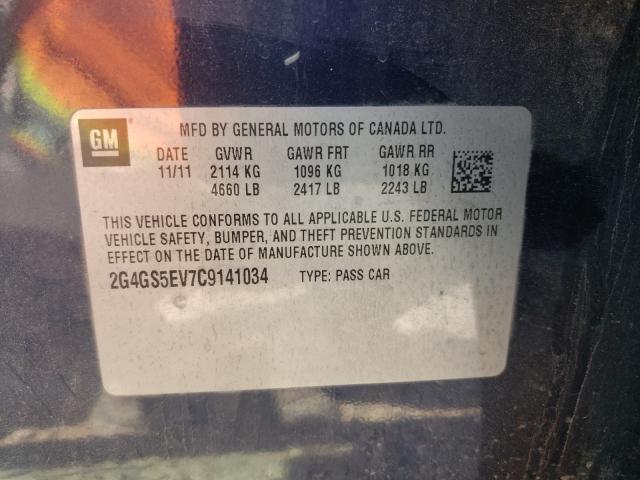 GM
MFD BY GENERAL MOTORS OF CANADA LTD.
DATE GVWR GAWR FRT GAWR RR
11/11 2114 KG 1096 KG 1018 KG
4660 LB 2417 LB 2243 LB
THIS VEHICLE CONFORMS TO ALL APPLICABLE U.S. FEDERAL MOTOR
VEHICLE SAFETY, BUMPER, AND THEFT PREVENTION STANDARDS IN
EFFECT ON THE DATE OF MANUFACTURE SHOWN ABOVE.
2G4GS5EV7C9141034 TYPE: PASS CAR